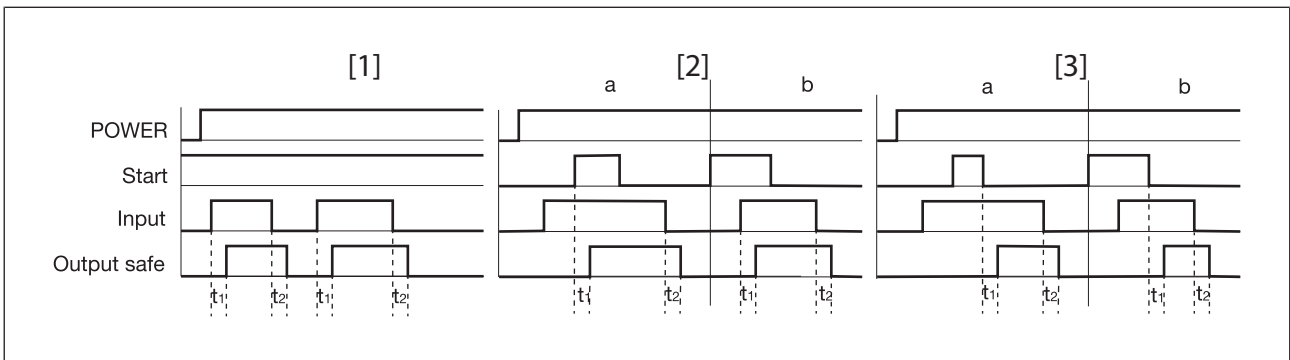 [1] [2] [3]
a b a b
POWER
Start
Input
Output safe
t1 t2 t1 t2 t1 t2 t1 t2 t1 t2 t1 t2